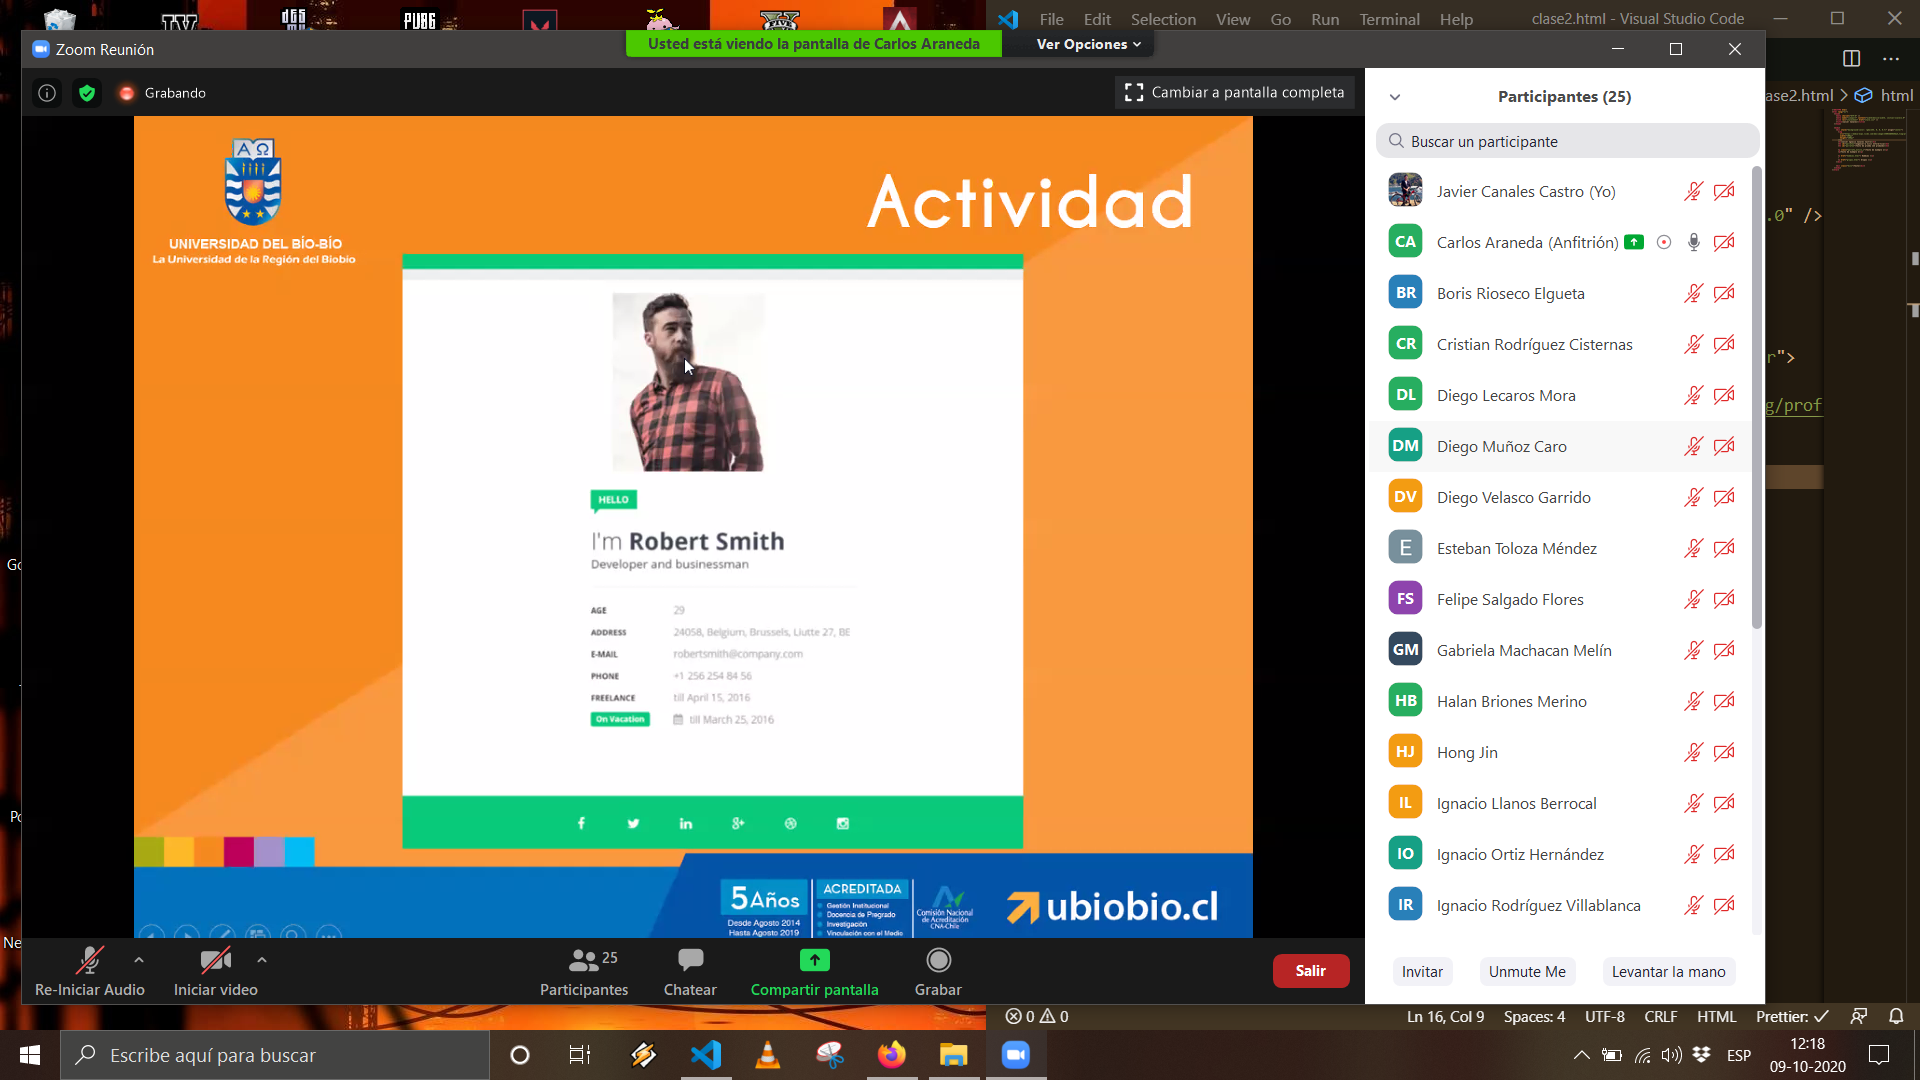 File Edit Selection View Go Run Terminal Help
clase2.html - Visual Studio Code
Zoom Reunión
Usted está viendo la pantalla de Carlos Araneda
Ver Opciones
Grabando
Cambiar a pantalla completa
Participantes (25)
ase2.html
html
Buscar un participante
ΑΩ
UNIVERSIDAD DEL BÍO-BÍO
La Universidad de la Región del Biobío
Actividad
HELLO
I'm Robert Smith
Developer and businessman
AGE 29
ADDRESS 24058, Belgium, Brussels, Liutte 27, BE
E-MAIL robertsmith@company.com
PHONE +1 256 254 84 56
FREELANCE till April 15, 2016
On Vacation till March 25, 2016
5 Años
Desde Agosto 2014
Hasta Agosto 2019
ACREDITADA
Gestión Institucional
Docencia de Pregrado
Investigación
Vinculación con el Medio
Comisión Nacional
de Acreditación
CNA-Chile
ubiobio.cl
Javier Canales Castro (Yo)
CA Carlos Araneda (Anfitrión)
BR Boris Rioseco Elgueta
CR Cristian Rodríguez Cisternas
DL Diego Lecaros Mora
DM Diego Muñoz Caro
DV Diego Velasco Garrido
E Esteban Toloza Méndez
FS Felipe Salgado Flores
GM Gabriela Machacan Melín
HB Halan Briones Merino
HJ Hong Jin
IL Ignacio Llanos Berrocal
IO Ignacio Ortiz Hernández
IR Ignacio Rodríguez Villablanca
Invitar
Unmute Me
Levantar la mano
.0" />
r">
g/prof
Re-Iniciar Audio
Iniciar video
25
Participantes
Chatear
Compartir pantalla
Grabar
Salir
0 0
Ln 16, Col 9
Spaces: 4
UTF-8
CRLF
HTML
Prettier:
Escribe aquí para buscar
ESP
12:18
09-10-2020
PUBG
IV
FIVE
Go
Po
Ne